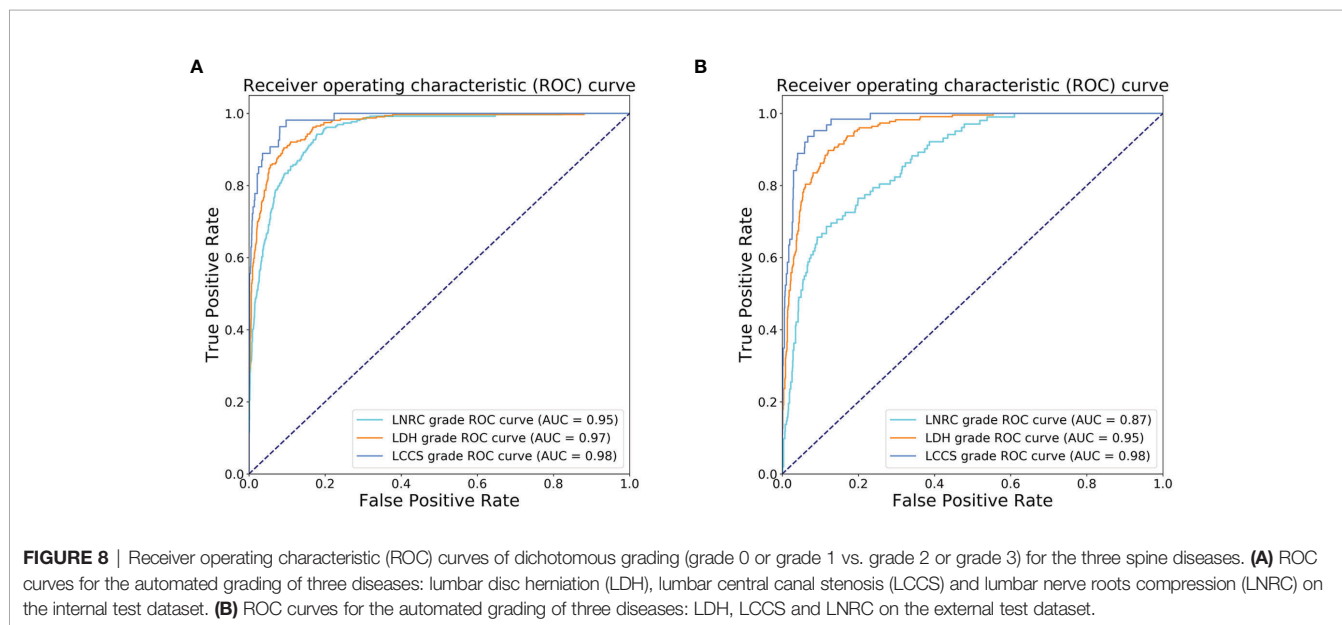 A
Receiver operating characteristic (ROC) curve
True Positive Rate
1.0
0.8
0.6
0.4
0.2
0.0
LNRC grade ROC curve (AUC = 0.95)
LDH grade ROC curve (AUC = 0.97)
LCCS grade ROC curve (AUC = 0.98)
0.0 0.2 0.4 0.6 0.8 1.0
False Positive Rate
B
Receiver operating characteristic (ROC) curve
True Positive Rate
1.0
0.8
0.6
0.4
0.2
0.0
LNRC grade ROC curve (AUC = 0.87)
LDH grade ROC curve (AUC = 0.95)
LCCS grade ROC curve (AUC = 0.98)
0.0 0.2 0.4 0.6 0.8 1.0
False Positive Rate
FIGURE 8 | Receiver operating characteristic (ROC) curves of dichotomous grading (grade 0 or grade 1 vs. grade 2 or grade 3) for the three spine diseases. (A) ROC
curves for the automated grading of three diseases: lumbar disc herniation (LDH), lumbar central canal stenosis (LCCS) and lumbar nerve roots compression (LNRC) on
the internal test dataset. (B) ROC curves for the automated grading of three diseases: LDH, LCCS and LNRC on the external test dataset.